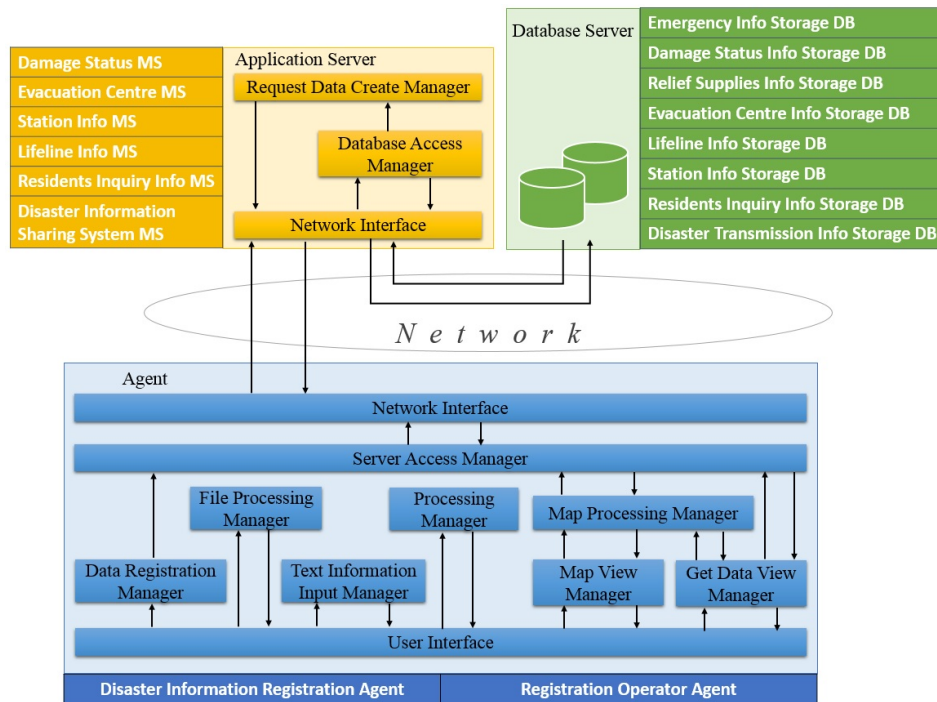 Damage Status MS
Evacuation Centre MS
Station Info MS
Lifeline Info MS
Residents Inquiry Info MS
Disaster Information
Sharing System MS
Application Server
Request Data Create Manager
Database Access
Manager
Network Interface
Database Server
Emergency Info Storage DB
Damage Status Info Storage DB
Relief Supplies Info Storage DB
Evacuation Centre Info Storage DB
Lifeline Info Storage DB
Station Info Storage DB
Residents Inquiry Info Storage DB
Disaster Transmission Info Storage DB
Network
Agent
Network Interface
Server Access Manager
File Processing
Manager
Processing
Manager
Map Processing Manager
Data Registration
Manager
Text Information
Input Manager
Map View
Manager
Get Data View
Manager
User Interface
Disaster Information Registration Agent
Registration Operator Agent